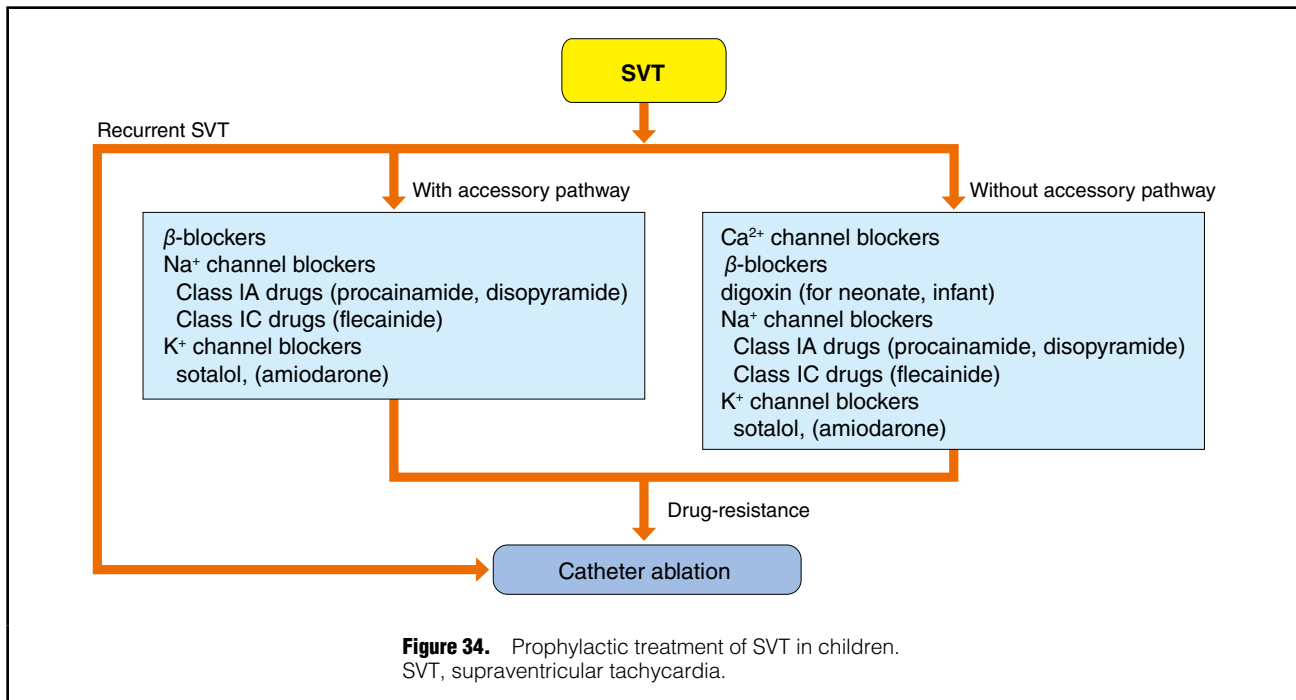 SVT
Recurrent SVT
With accessory pathway
Without accessory pathway
β-blockers
Na⁺ channel blockers
Class IA drugs (procainamide, disopyramide)
Class IC drugs (flecainide)
K⁺ channel blockers
sotalol, (amiodarone)
Ca²⁺ channel blockers
β-blockers
digoxin (for neonate, infant)
Na⁺ channel blockers
Class IA drugs (procainamide, disopyramide)
Class IC drugs (flecainide)
K⁺ channel blockers
sotalol, (amiodarone)
Drug-resistance
Catheter ablation
Figure 34. Prophylactic treatment of SVT in children.
SVT, supraventricular tachycardia.